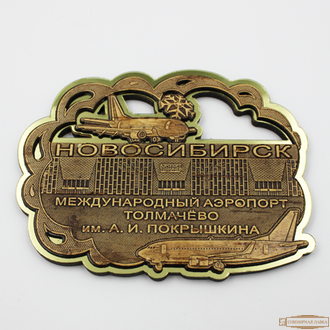 НОВОСИБИРСК
МЕЖДУНАРОДНЫЙ АЭРОПОРТ
ТОЛМАЧЁВО
им. А. И. ПОКРЫШКИНА